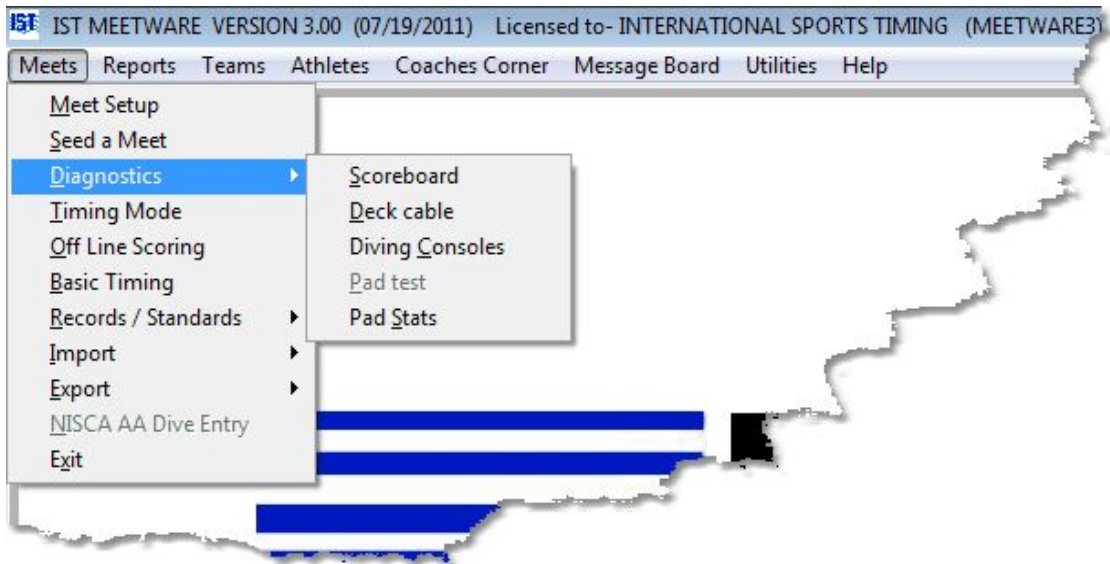 IST IST MEETWARE VERSION 3.00 (07/19/2011) Licensed to- INTERNATIONAL SPORTS TIMING (MEETWARE3)
Meets Reports Teams Athletes Coaches Corner Message Board Utilities Help
Meet Setup
Seed a Meet
Diagnostics
Timing Mode
Off Line Scoring
Basic Timing
Records / Standards
Import
Export
NISCA AA Dive Entry
Exit
Scoreboard
Deck cable
Diving Consoles
Pad test
Pad Stats